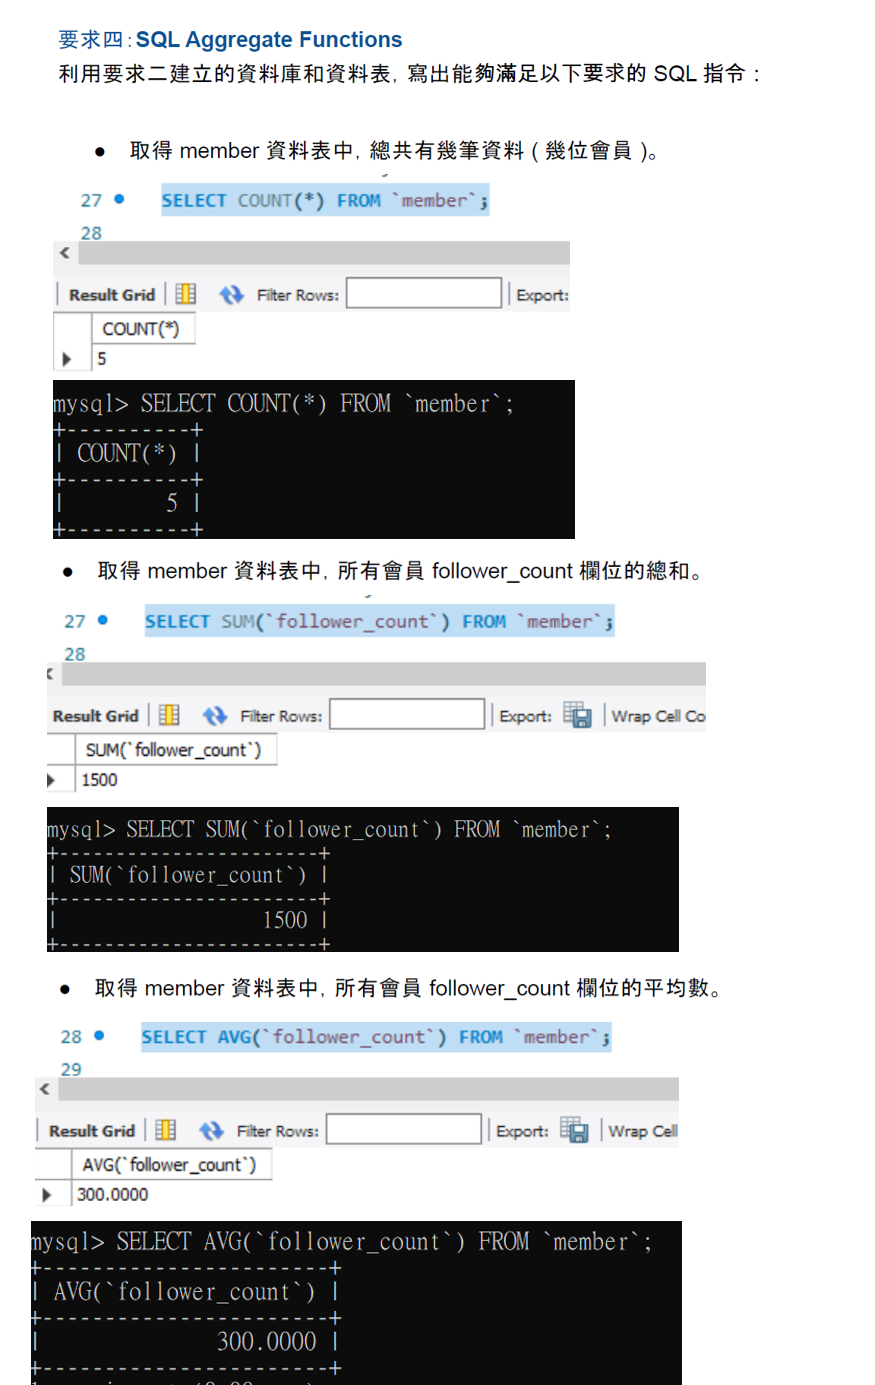 要求四:SQL Aggregate Functions
利用要求二建立的資料庫和資料表, 寫出能夠滿足以下要求的 SQL 指令：
● 取得 member 資料表中, 總共有幾筆資料 ( 幾位會員 )。
27 SELECT COUNT(*) FROM `member`;
28
Result Grid Filter Rows: Export:
COUNT(*)
5
mysql> SELECT COUNT(*) FROM `member`;
+----------+
| COUNT(*) |
+----------+
| 5 |
+----------+
● 取得 member 資料表中, 所有會員 follower_count 欄位的總和。
27 SELECT SUM(`follower_count`) FROM `member`;
28
Result Grid Filter Rows: Export: Wrap Cell Co
SUM(`follower_count`)
1500
mysql> SELECT SUM(`follower_count`) FROM `member`;
+-----------------------+
| SUM(`follower_count`) |
+-----------------------+
| 1500 |
+-----------------------+
● 取得 member 資料表中, 所有會員 follower_count 欄位的平均數。
28 SELECT AVG(`follower_count`) FROM `member`;
29
Result Grid Filter Rows: Export: Wrap Cell
AVG(`follower_count`)
300.0000
mysql> SELECT AVG(`follower_count`) FROM `member`;
+-----------------------+
| AVG(`follower_count`) |
+-----------------------+
| 300.0000 |
+-----------------------+